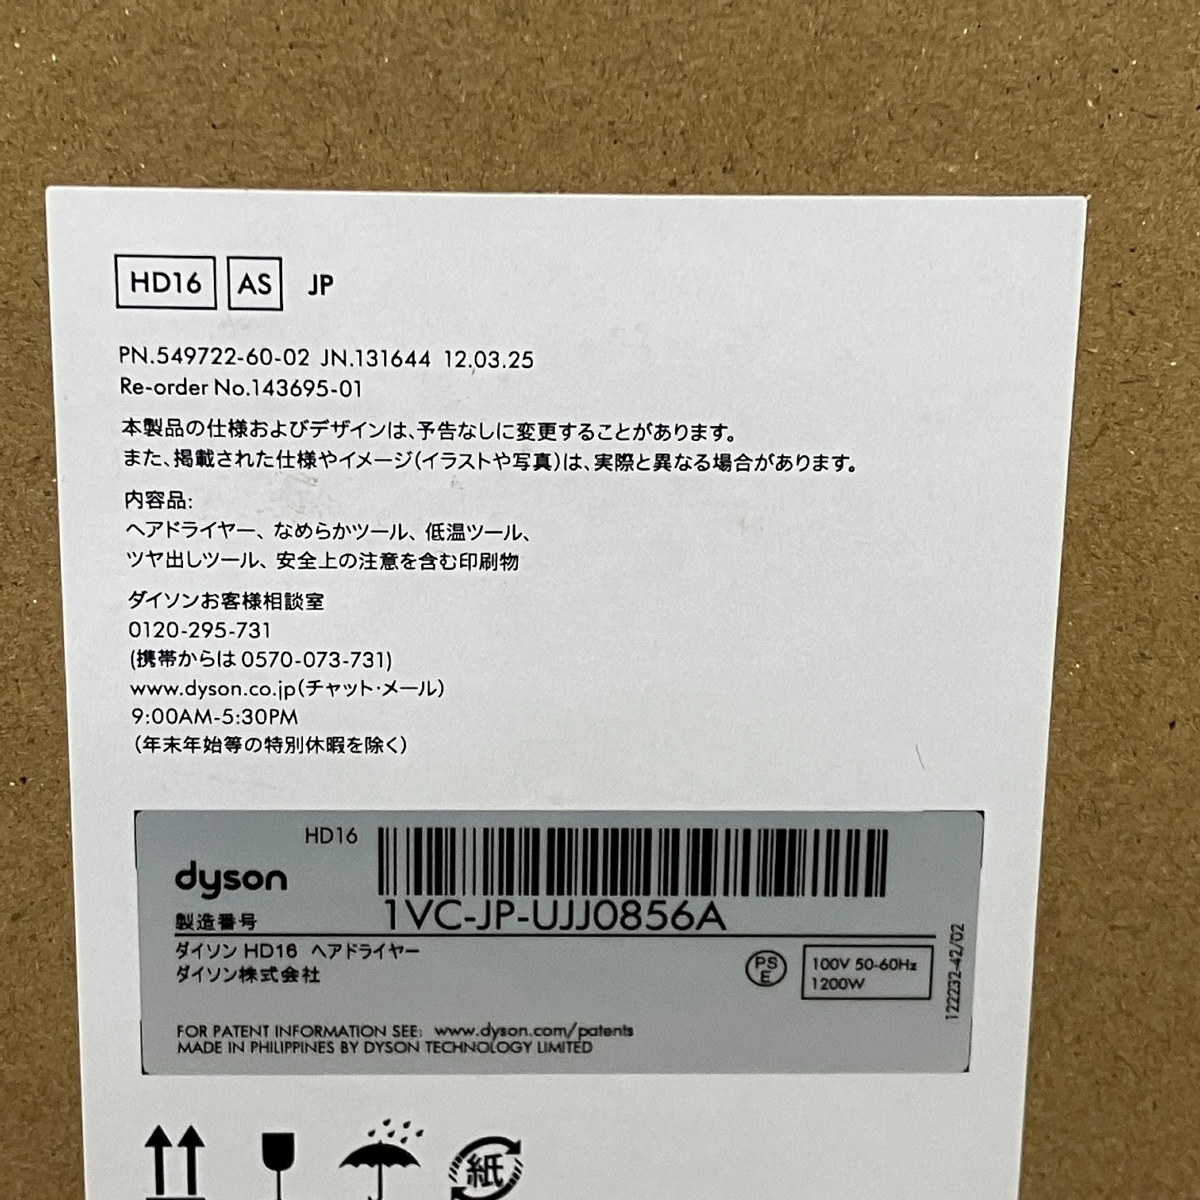 HD16 AS JP
PN.549722-60-02 JN.131644 12.03.25
Re-order No.143695-01
本製品の仕様およびデザインは、予告なしに変更することがあります。
また、掲載された仕様やイメージ(イラストや写真)は、実際と異なる場合があります。
内容品:
ヘアドライヤー、なめらかツール、低温ツール、
ツヤ出しツール、安全上の注意を含む印刷物
ダイソンお客様相談室
0120-295-731
(携帯からは 0570-073-731)
www.dyson.co.jp(チャット・メール)
9:00AM-5:30PM
(年末年始等の特別休暇を除く)
HD16
dyson
製造番号 1VC-JP-UJJ0856A
ダイソン HD16 ヘアドライヤー
ダイソン株式会社
PS
E
100V 50-60Hz
1200W
122232-42/02
FOR PATENT INFORMATION SEE: www.dyson.com/patents
MADE IN PHILIPPINES BY DYSON TECHNOLOGY LIMITED
紙